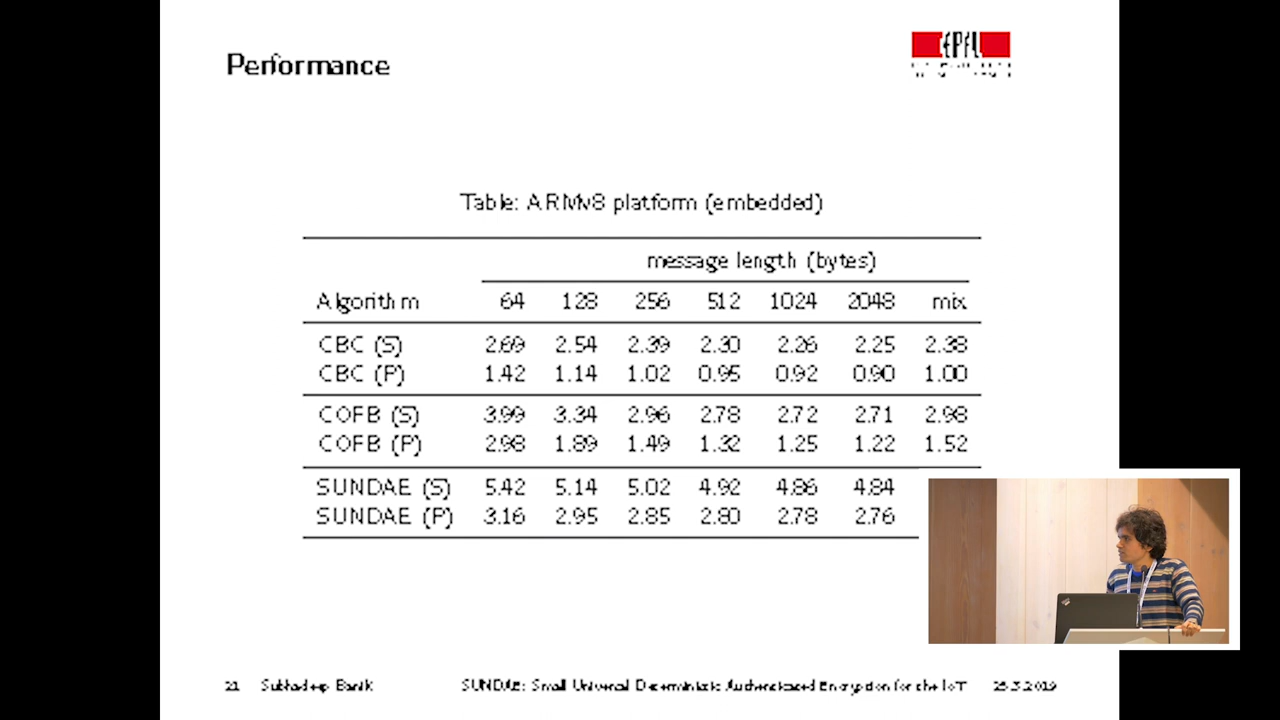 Performance
EPFL
Table: ARMv8 platform (embedded)
message length (bytes)
Algorithm 64 128 256 512 1024 2048 mix
CBC (S) 2.69 2.54 2.39 2.30 2.26 2.25 2.38
CBC (P) 1.42 1.14 1.02 0.95 0.92 0.90 1.00
COFB (S) 3.99 3.34 2.96 2.78 2.72 2.71 2.98
COFB (P) 2.98 1.89 1.49 1.32 1.25 1.22 1.52
SUNDAE (S) 5.42 5.14 5.02 4.92 4.86 4.84
SUNDAE (P) 3.16 2.95 2.85 2.80 2.78 2.76
21 Subhadeep Banik SUNDAE: Small Universal Deterministic Authenticated Encryption for the IoT 25.3.2019